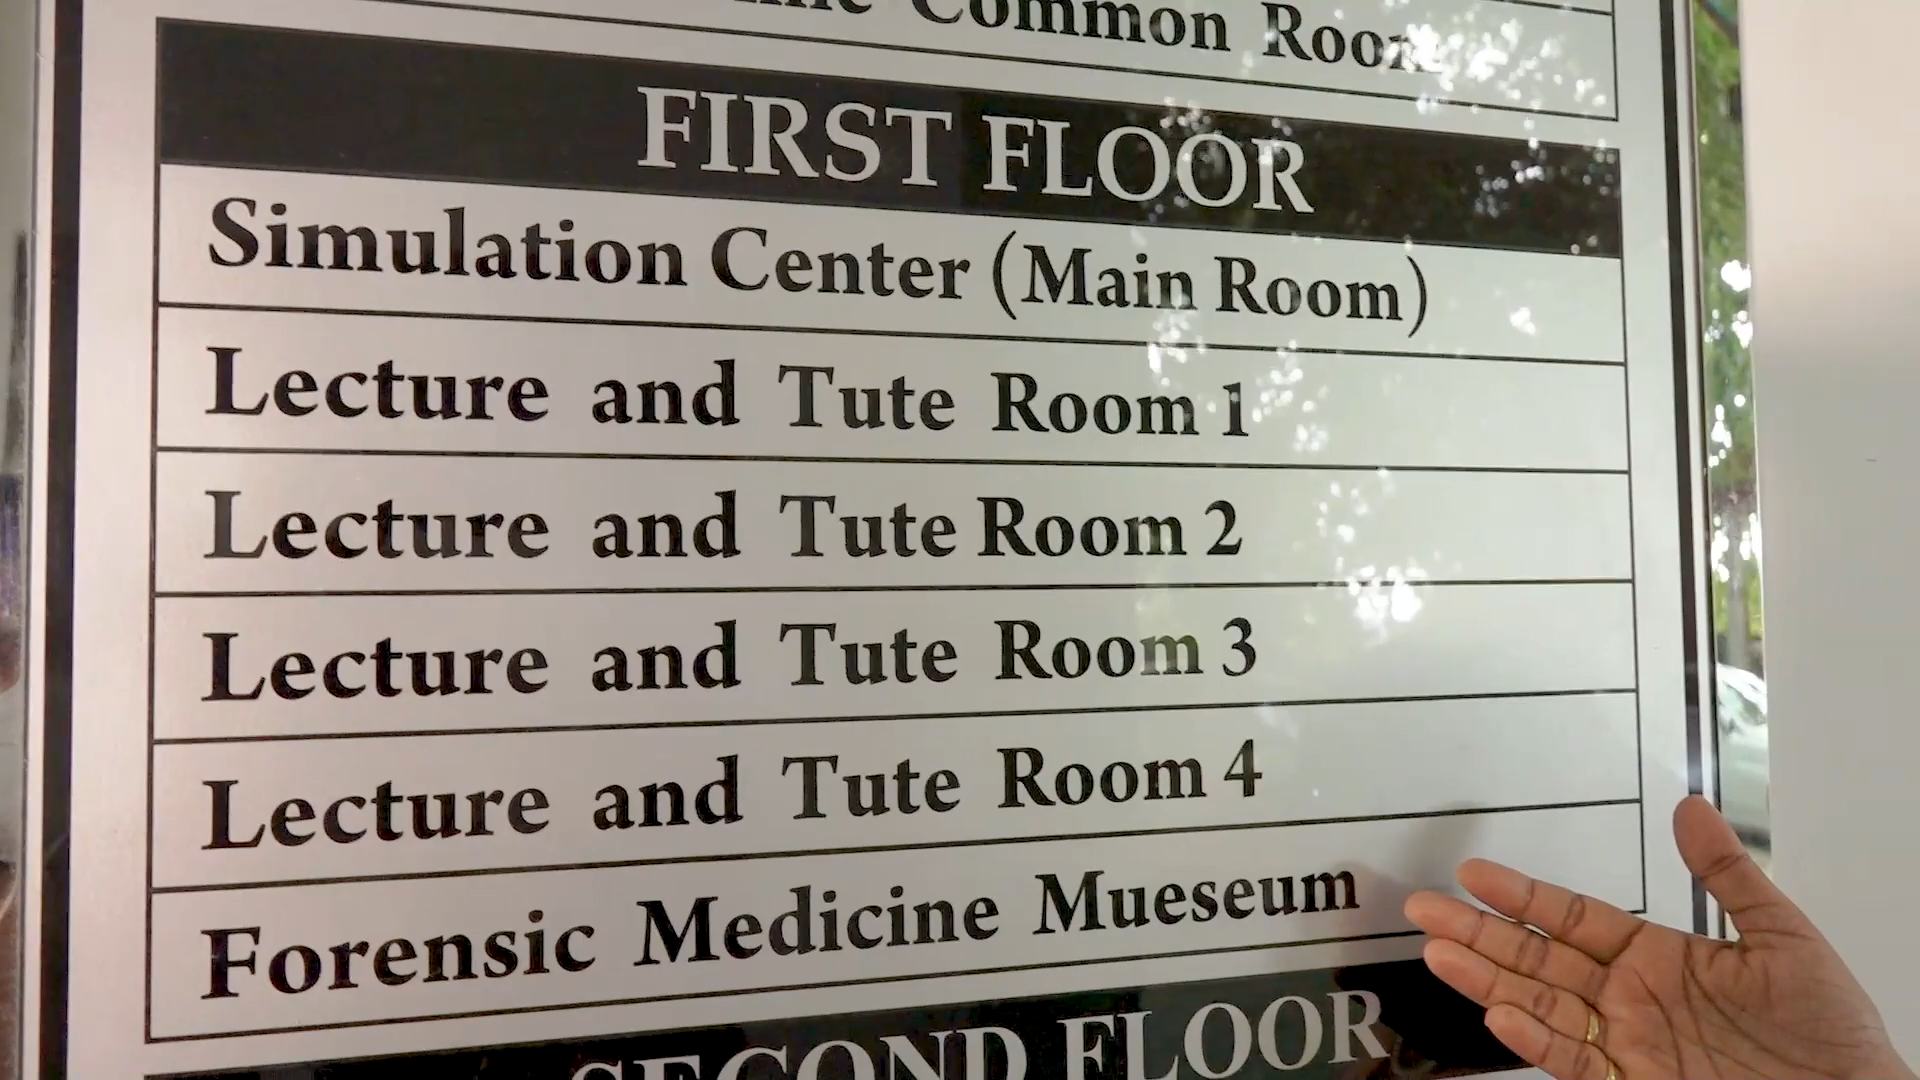 Common Room
FIRST FLOOR
Simulation Center (Main Room)
Lecture and Tute Room 1
Lecture and Tute Room 2
Lecture and Tute Room 3
Lecture and Tute Room 4
Forensic Medicine Mueseum
SECOND FLOOR